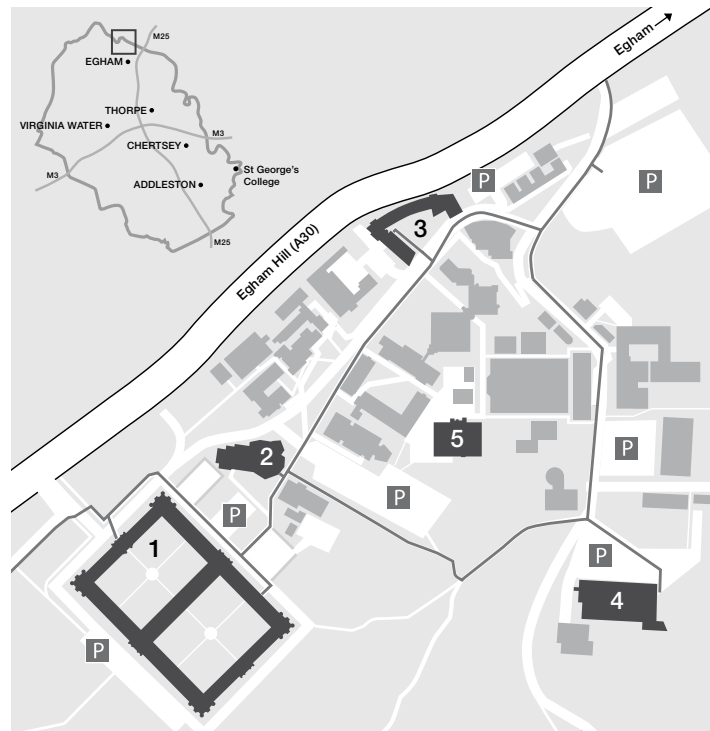 Egham
M25
EGHAM
THORPE
VIRGINIA WATER
M3
CHERTSEY
St George's
College
M3
ADDLESTON
M25
P
P
3
Egham Hill (A30)
5
2
P
P
P
1
P
4
P